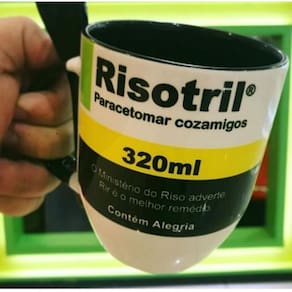 Risotril®
Paracetomar cozamigos
320ml
O Ministério do Riso adverte
Rir é o melhor remédio
Contém Alegria